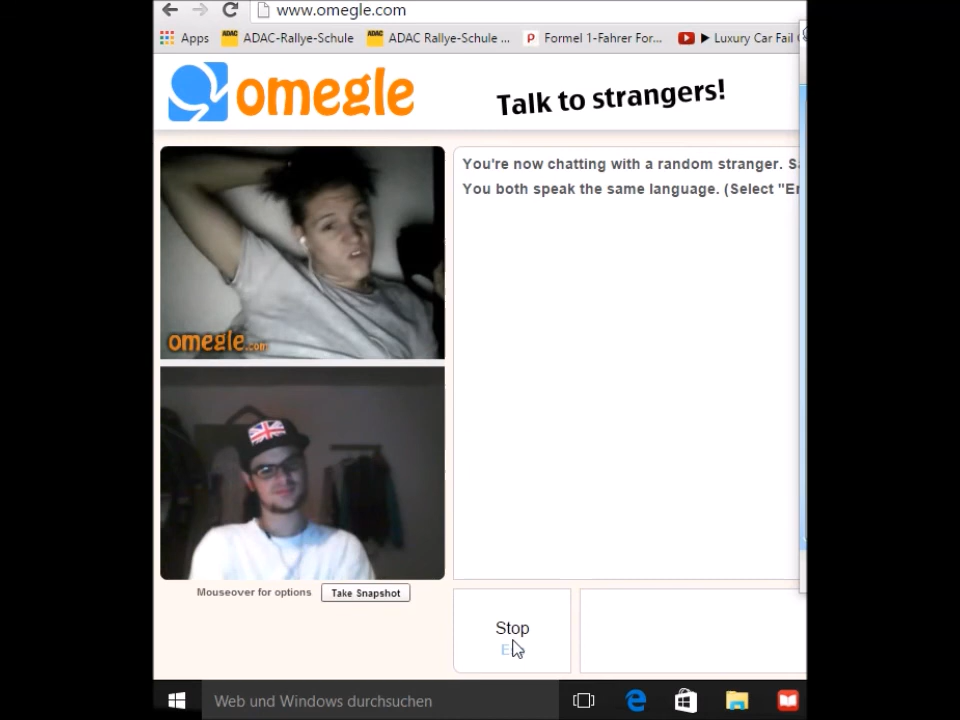 www.omegle.com
Apps ADAC-Rallye-Schule ADAC Rallye-Schule ... Formel 1-Fahrer For... ► Luxury Car Fail
omegle Talk to strangers!
You're now chatting with a random stranger.
You both speak the same language. (Select "En
omegle.com
Mouseover for options Take Snapshot
Stop
Web und Windows durchsuchen